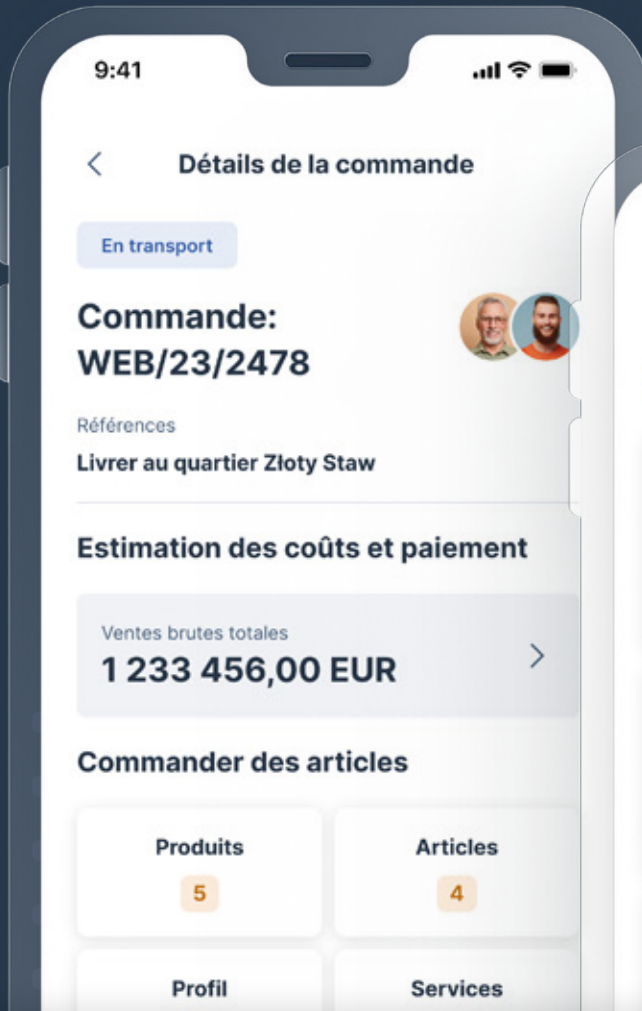 9:41
Détails de la commande
En transport
Commande:
WEB/23/2478
Références
Livrer au quartier Złoty Staw
Estimation des coûts et paiement
Ventes brutes totales
1 233 456,00 EUR
Commander des articles
Produits
Articles
5
4
Profil
Services